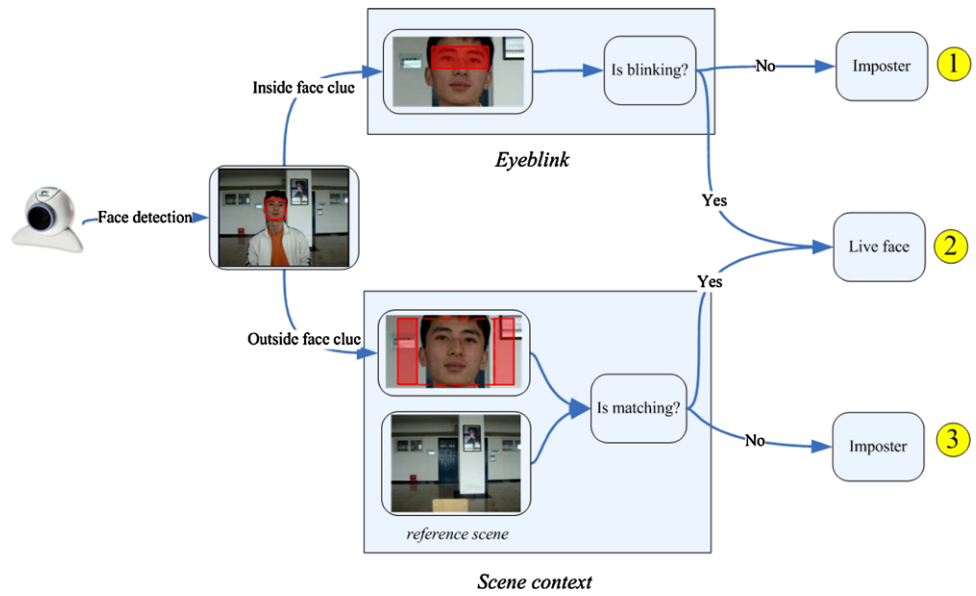 Inside face clue
Is blinking?
No
Imposter
1
Eyeblink
Face detection
Yes
Live face
2
Yes
Outside face clue
Is matching?
No
Imposter
3
reference scene
Scene context